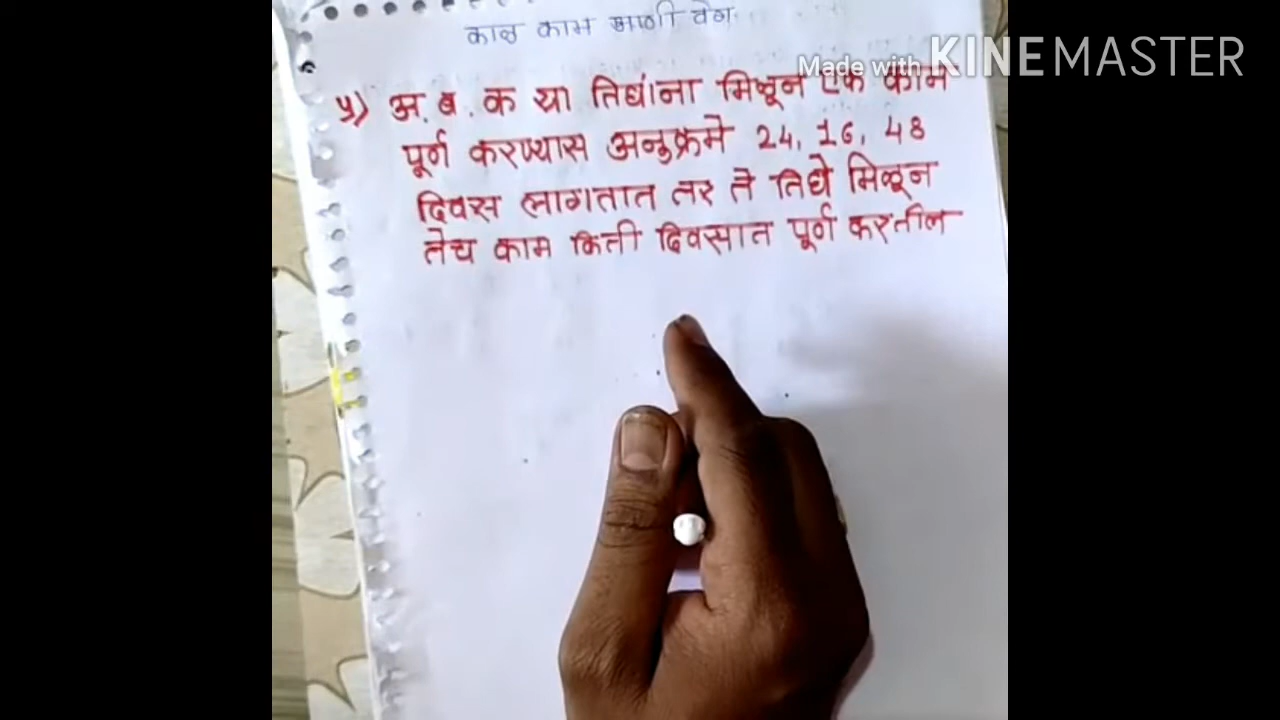 काळ काम आणी वेग
Made with KINEMASTER
५) अ. ब. क या तिघांना मिळून एक काम
पूर्ण करण्यास अनुक्रमे 24, 16, 48
दिवस लागतात तर ते तिघे मिळून
तेच काम किती दिवसात पूर्ण करतील